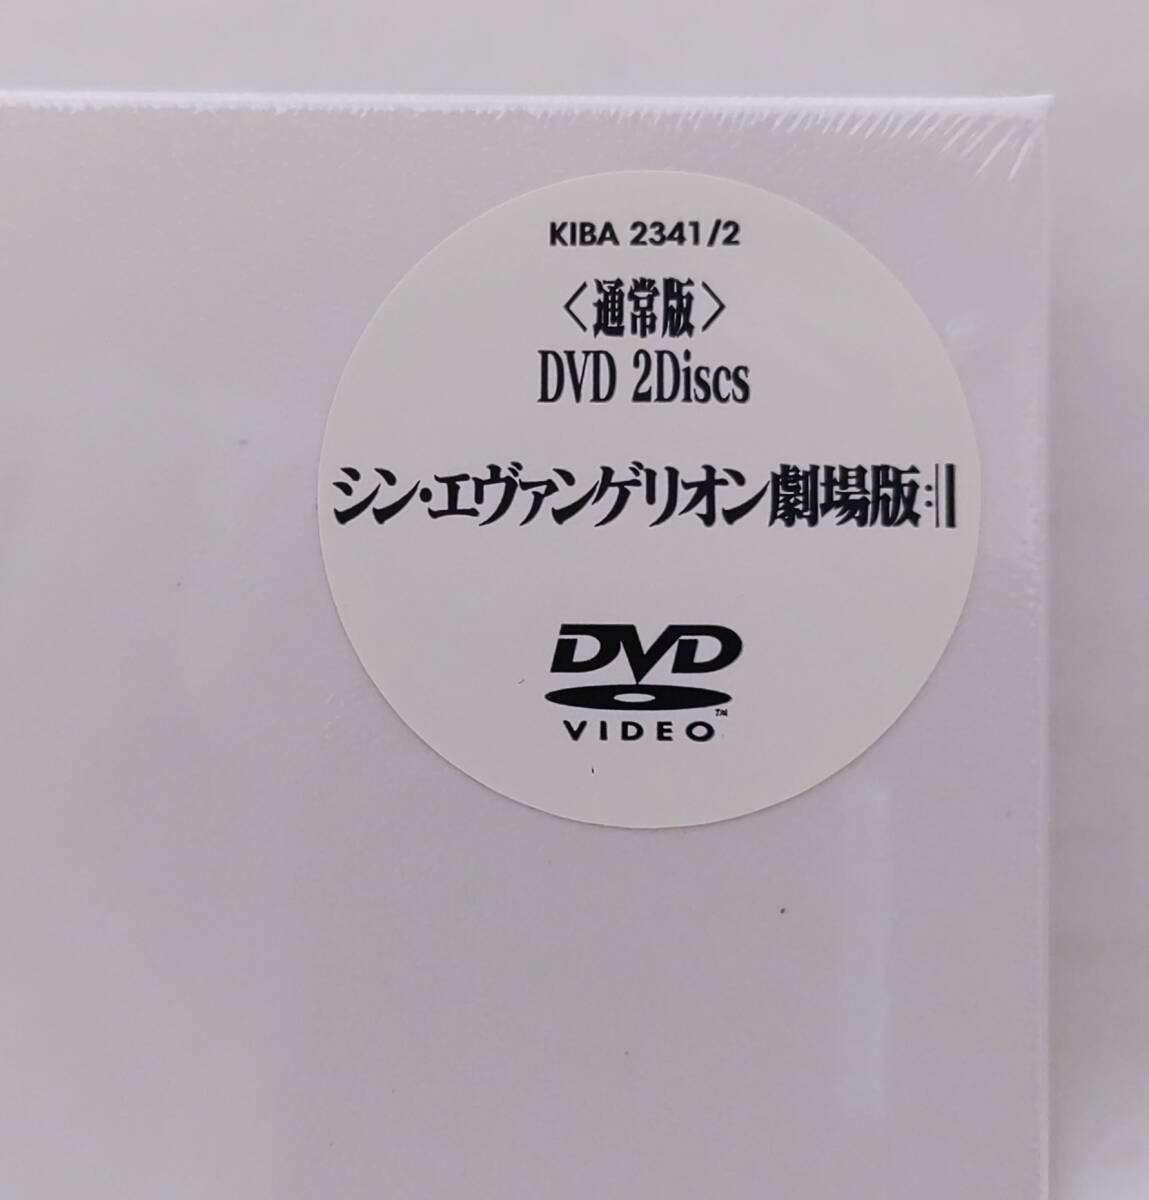 KIBA 2341/2
〈通常版〉
DVD 2Discs
シン・エヴァンゲリオン劇場版:||
DVD
VIDEO™